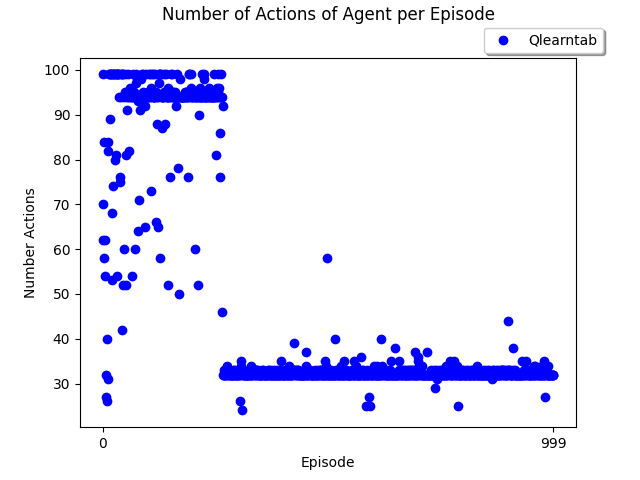 Number of Actions of Agent per Episode
Qlearntab
100
90
80
70
60
50
40
30
Number Actions
0
999
Episode